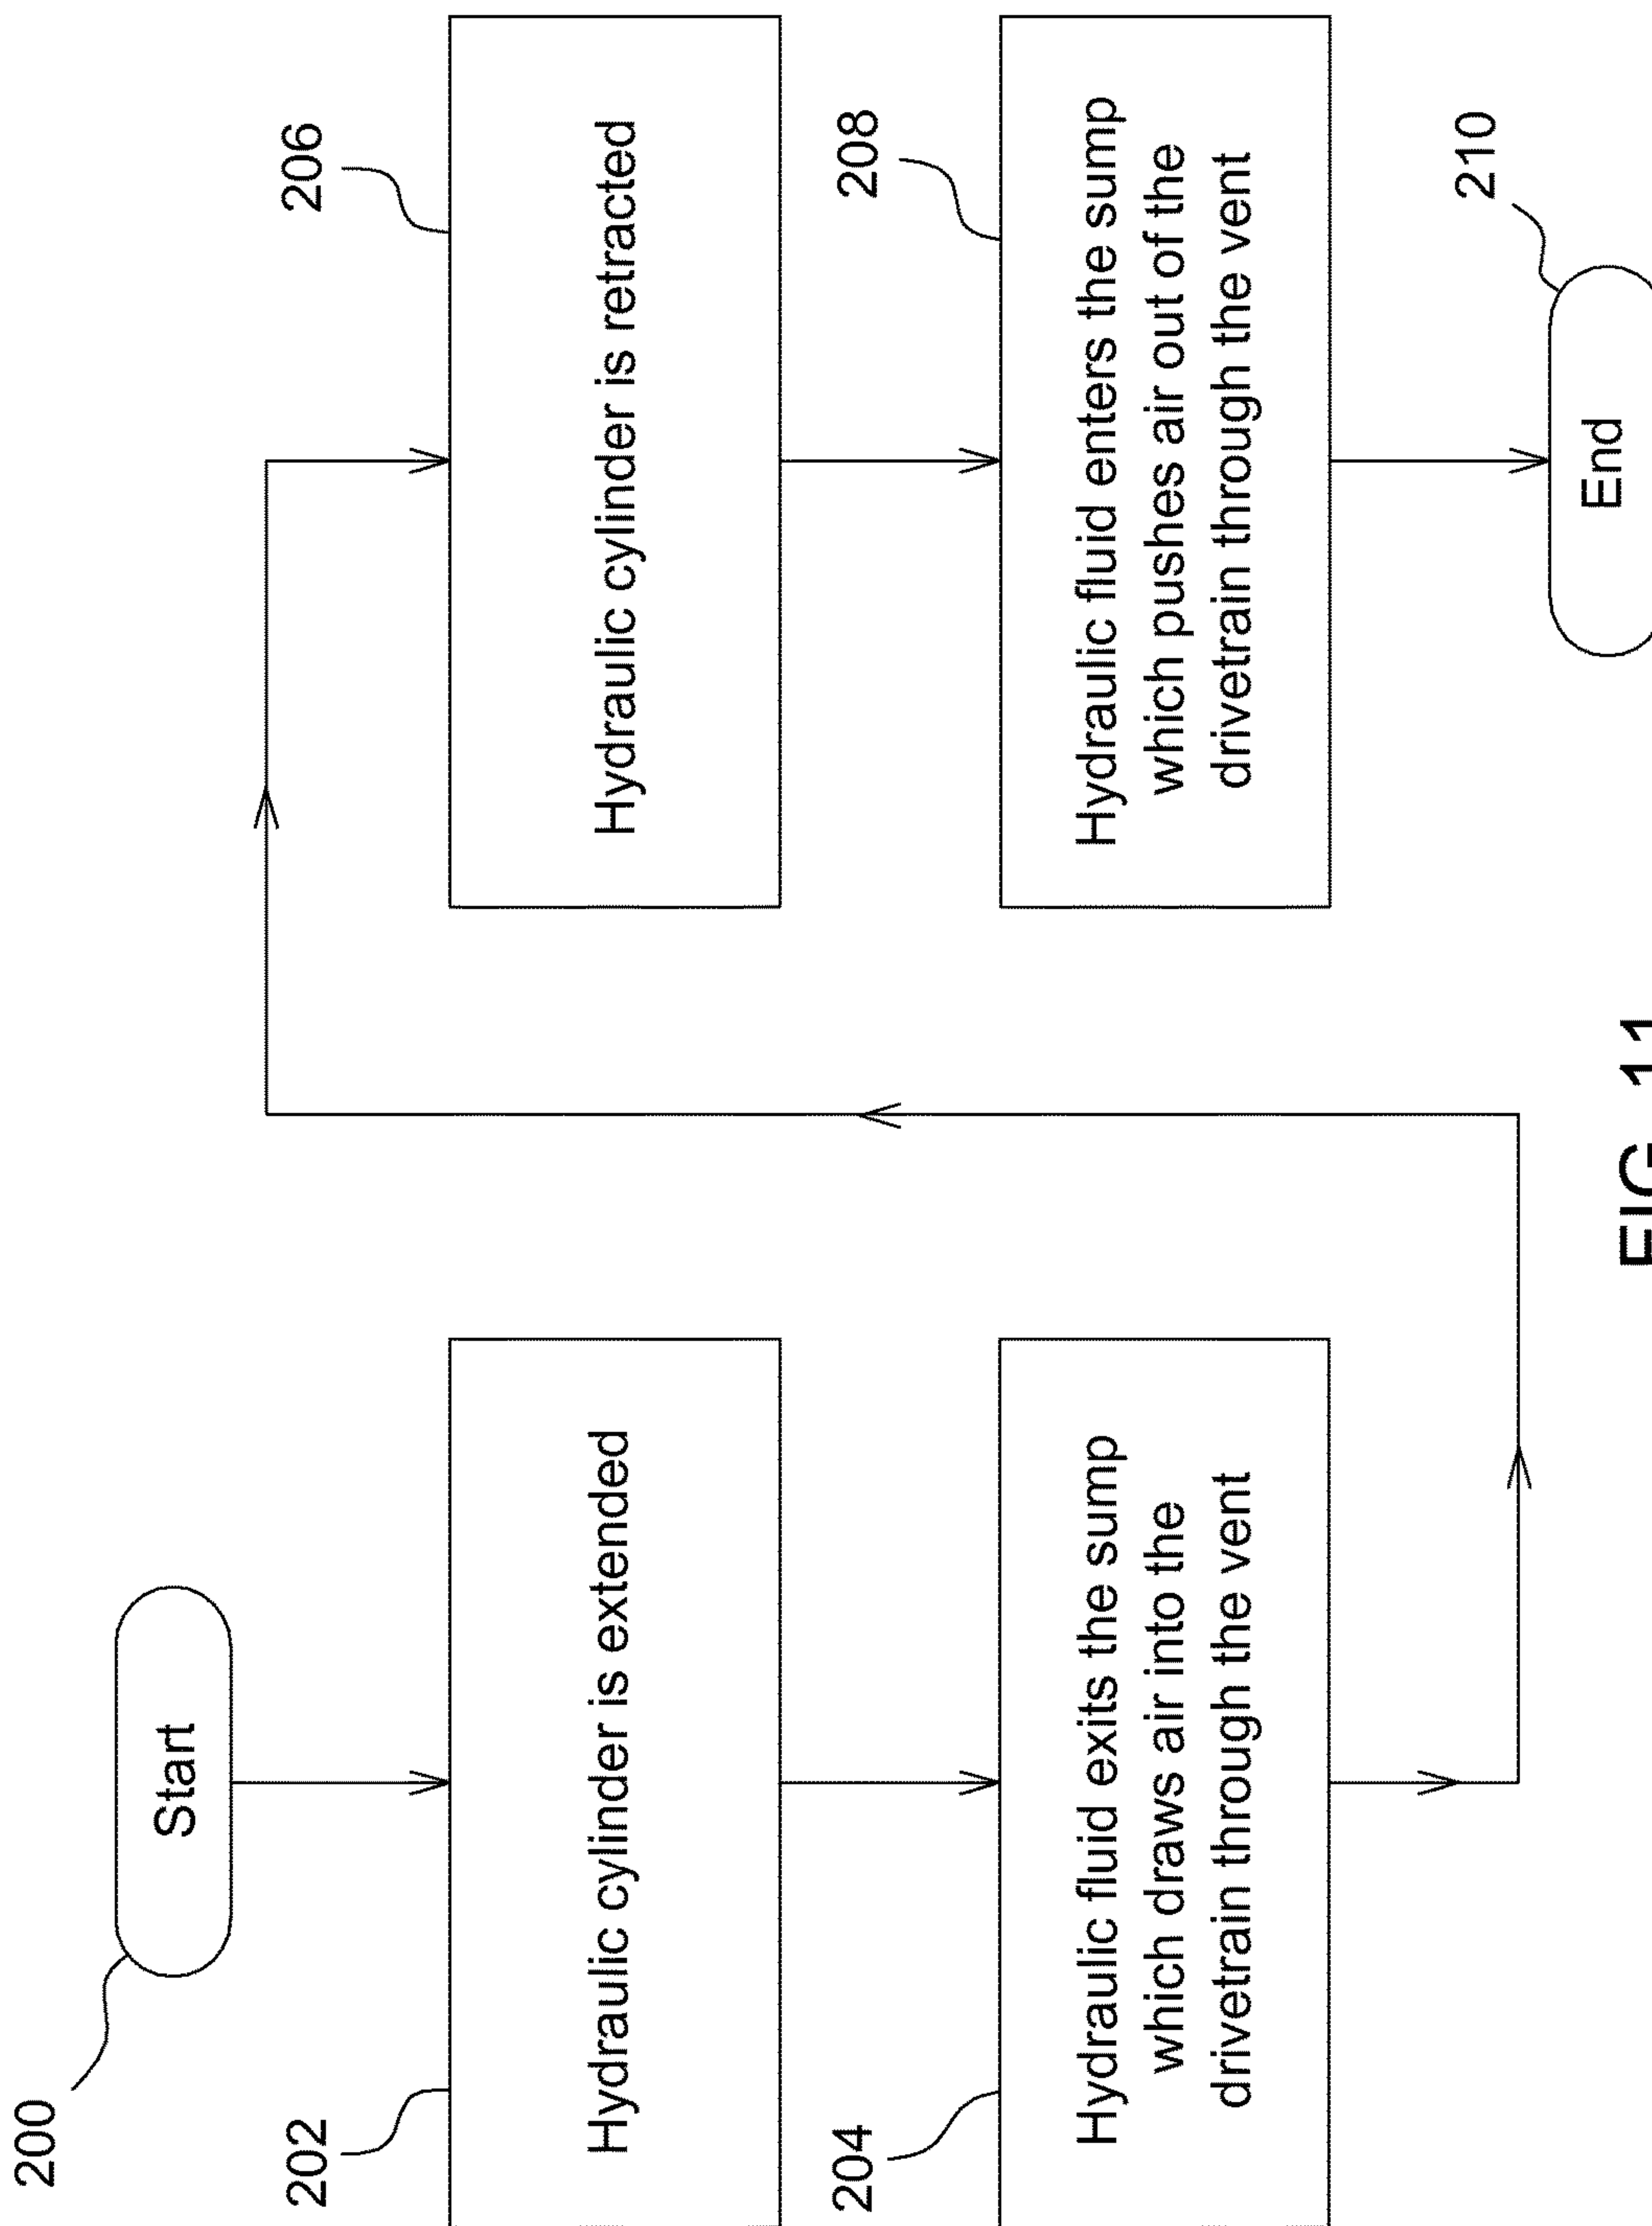 200
Start
202
Hydraulic cylinder is extended
204
Hydraulic fluid exits the sump
which draws air into the
drivetrain through the vent
206
Hydraulic cylinder is retracted
208
Hydraulic fluid enters the sump
which pushes air out of the
drivetrain through the vent
210
End
FIG. 11